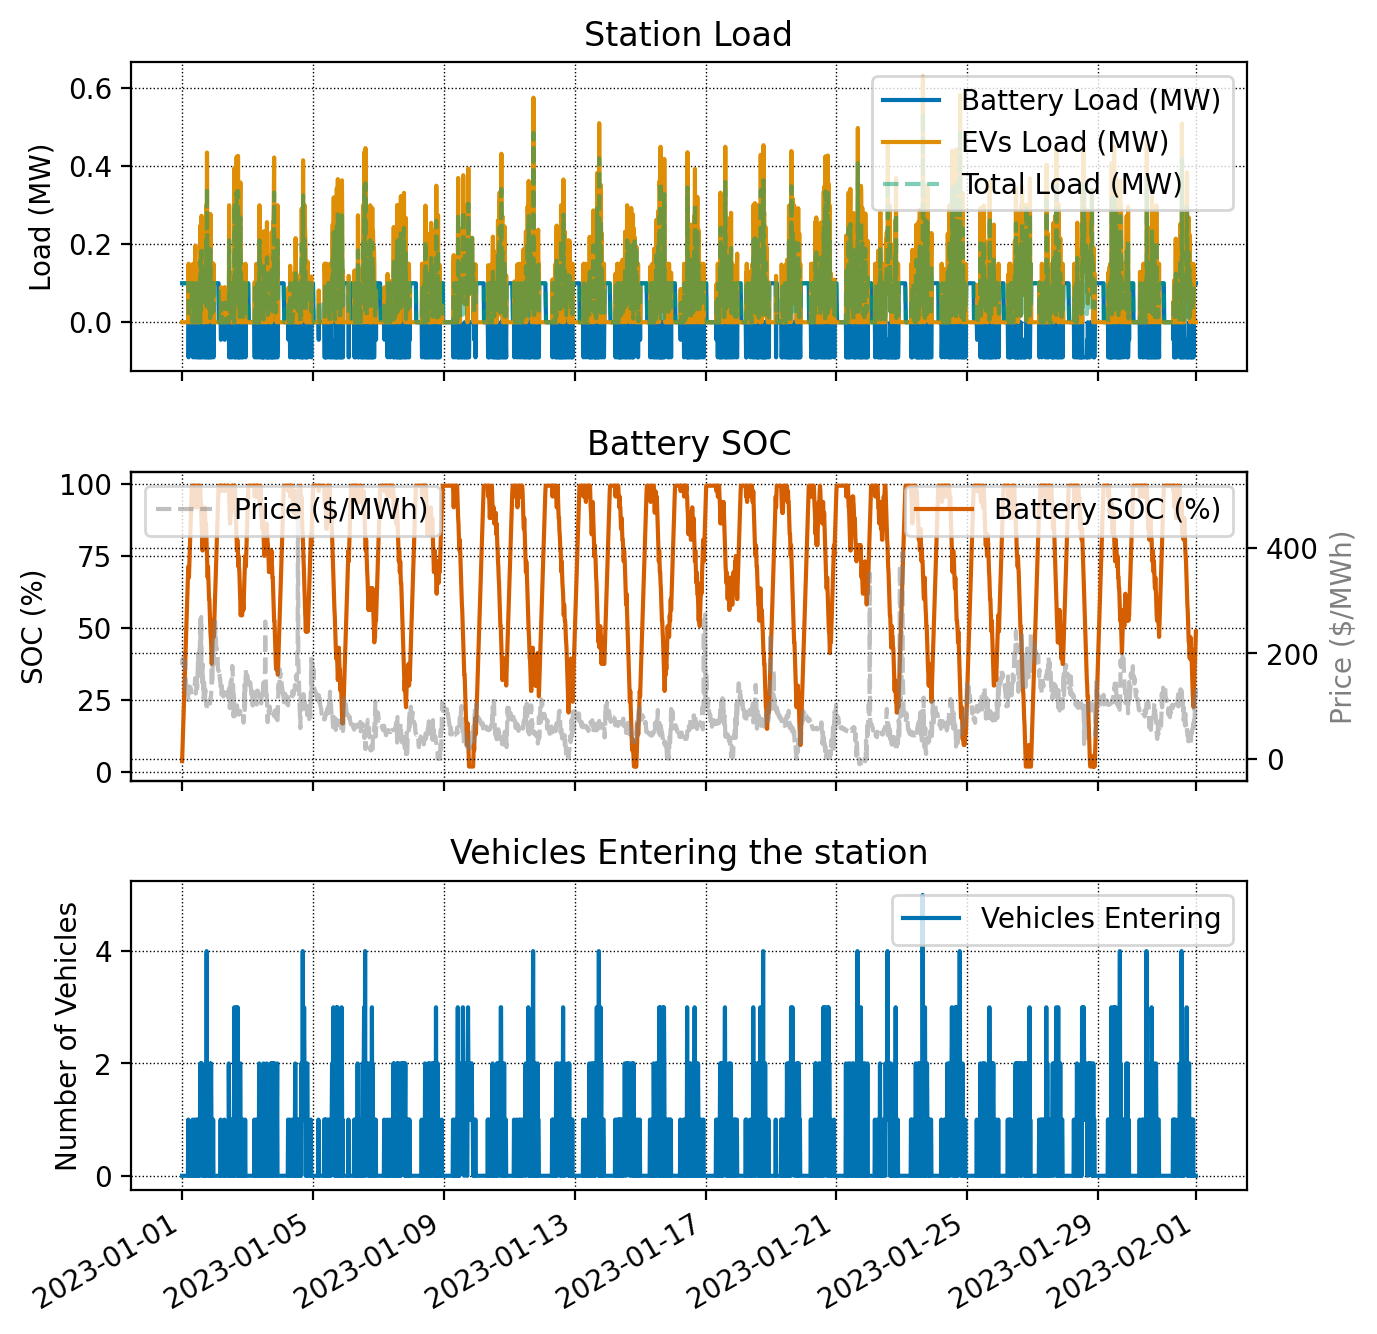 Station Load
Load (MW)
0.6
0.4
0.2
0.0
Battery Load (MW)
EVs Load (MW)
Total Load (MW)
Battery SOC
SOC (%)
100
75
50
25
0
Price ($/MWh)
Battery SOC (%)
400
200
0
Price ($/MWh)
Vehicles Entering the station
Number of Vehicles
4
2
0
Vehicles Entering
2023-01-01
2023-01-05
2023-01-09
2023-01-13
2023-01-17
2023-01-21
2023-01-25
2023-01-29
2023-02-01